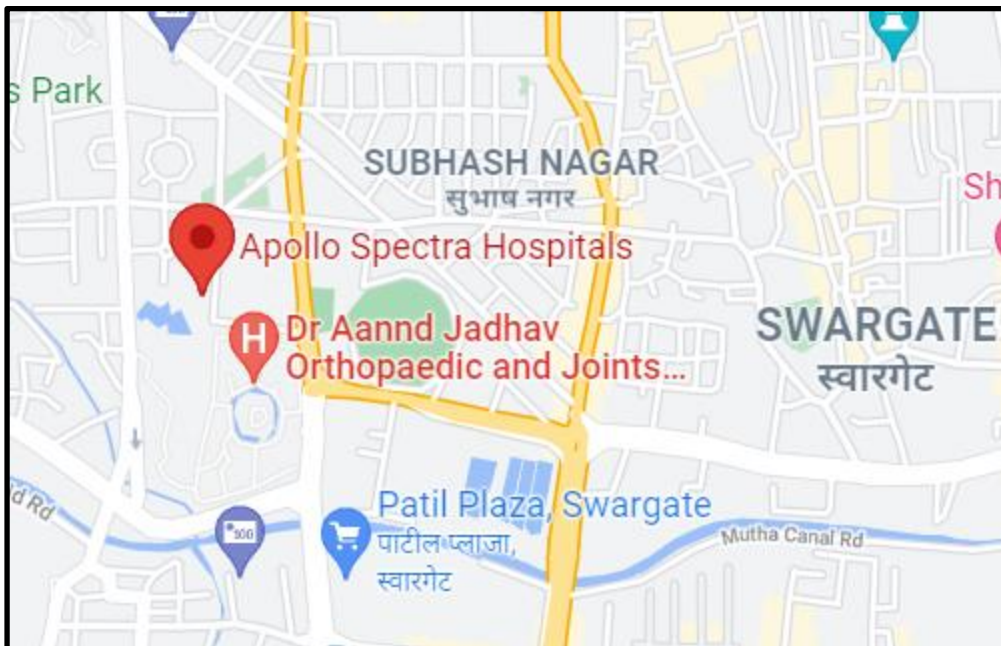 s Park
SUBHASH NAGAR
सुभाष नगर
Sh
Apollo Spectra Hospitals
Dr Aannd Jadhav
Orthopaedic and Joints...
SWARGATE
स्वारगेट
Patil Plaza, Swargate
पाटील प्लाजा,
स्वारगेट
d Rd
Mutha Canal Rd
H